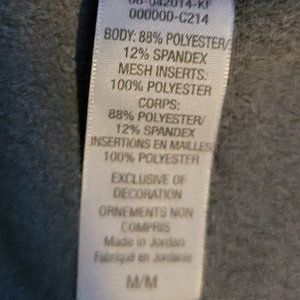 000000-C214
BODY: 88% POLYESTER/
12% SPANDEX
MESH INSERTS:
100% POLYESTER
CORPS:
88% POLYESTER/
12% SPANDEX
INSERTIONS EN MAILLES
100% POLYESTER
EXCLUSIVE OF
DECORATION
ORNEMENTS NON
COMPRIS
Made in Jordan
Fabriqué en Jordanie
M/M